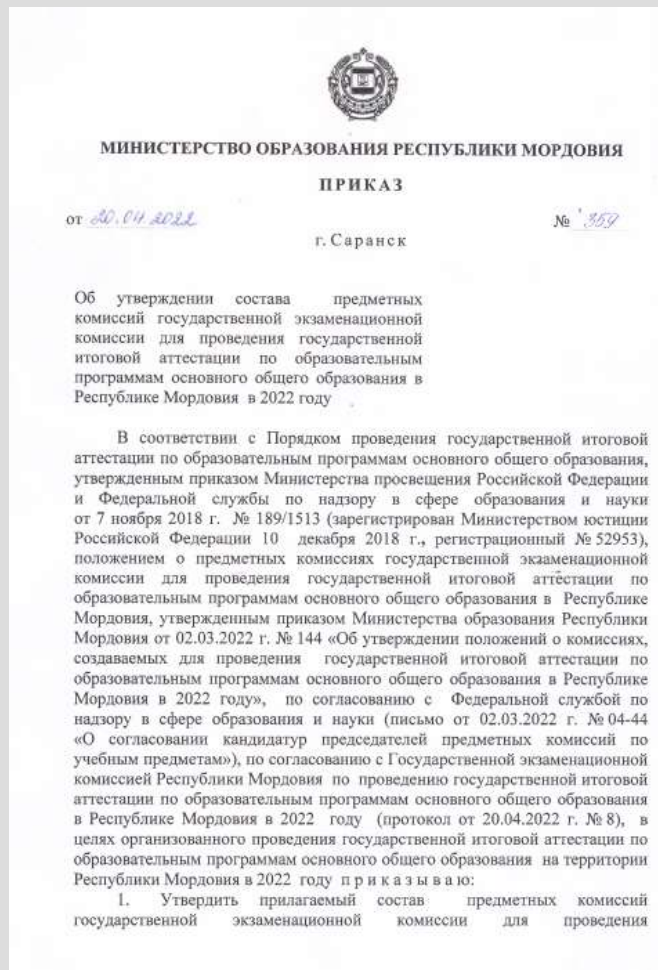 МИНИСТЕРСТВО ОБРАЗОВАНИЯ РЕСПУБЛИКИ МОРДОВИЯ
ПРИКАЗ
от 20.04.2022 № 359
г. Саранск
Об утверждении состава предметных
комиссий государственной экзаменационной
комиссии для проведения государственной
итоговой аттестации по образовательным
программам основного общего образования в
Республике Мордовия в 2022 году
В соответствии с Порядком проведения государственной итоговой
аттестации по образовательным программам основного общего образования,
утвержденным приказом Министерства просвещения Российской Федерации
и Федеральной службы по надзору в сфере образования и науки
от 7 ноября 2018 г. № 189/1513 (зарегистрирован Министерством юстиции
Российской Федерации 10 декабря 2018 г., регистрационный № 52953),
положением о предметных комиссиях государственной экзаменационной
комиссии для проведения государственной итоговой аттестации по
образовательным программам основного общего образования в Республике
Мордовия, утвержденным приказом Министерства образования Республики
Мордовия от 02.03.2022 г. № 144 «Об утверждении положений о комиссиях,
создаваемых для проведения государственной итоговой аттестации по
образовательным программам основного общего образования в Республике
Мордовия в 2022 году», по согласованию с Федеральной службой по
надзору в сфере образования и науки (письмо от 02.03.2022 г. № 04-44
«О согласовании кандидатур председателей предметных комиссий по
учебным предметам»), по согласованию с Государственной экзаменационной
комиссией Республики Мордовия по проведению государственной итоговой
аттестации по образовательным программам основного общего образования
в Республике Мордовия в 2022 году (протокол от 20.04.2022 г. № 8), в
целях организованного проведения государственной итоговой аттестации по
образовательным программам основного общего образования на территории
Республики Мордовия в 2022 году п р и к а з ы в а ю:
1. Утвердить прилагаемый состав предметных комиссий
государственной экзаменационной комиссии для проведения